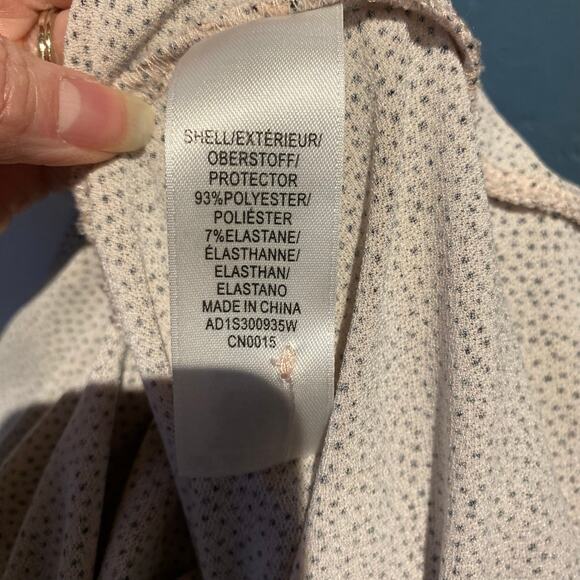 SHELL/EXTÉRIEUR/
OBERSTOFF/
PROTECTOR
93%POLYESTER/
POLIÉSTER
7%ELASTANE/
ÉLASTHANNE/
ELASTHAN/
ELASTANO
MADE IN CHINA
AD1S300935W
CN0015